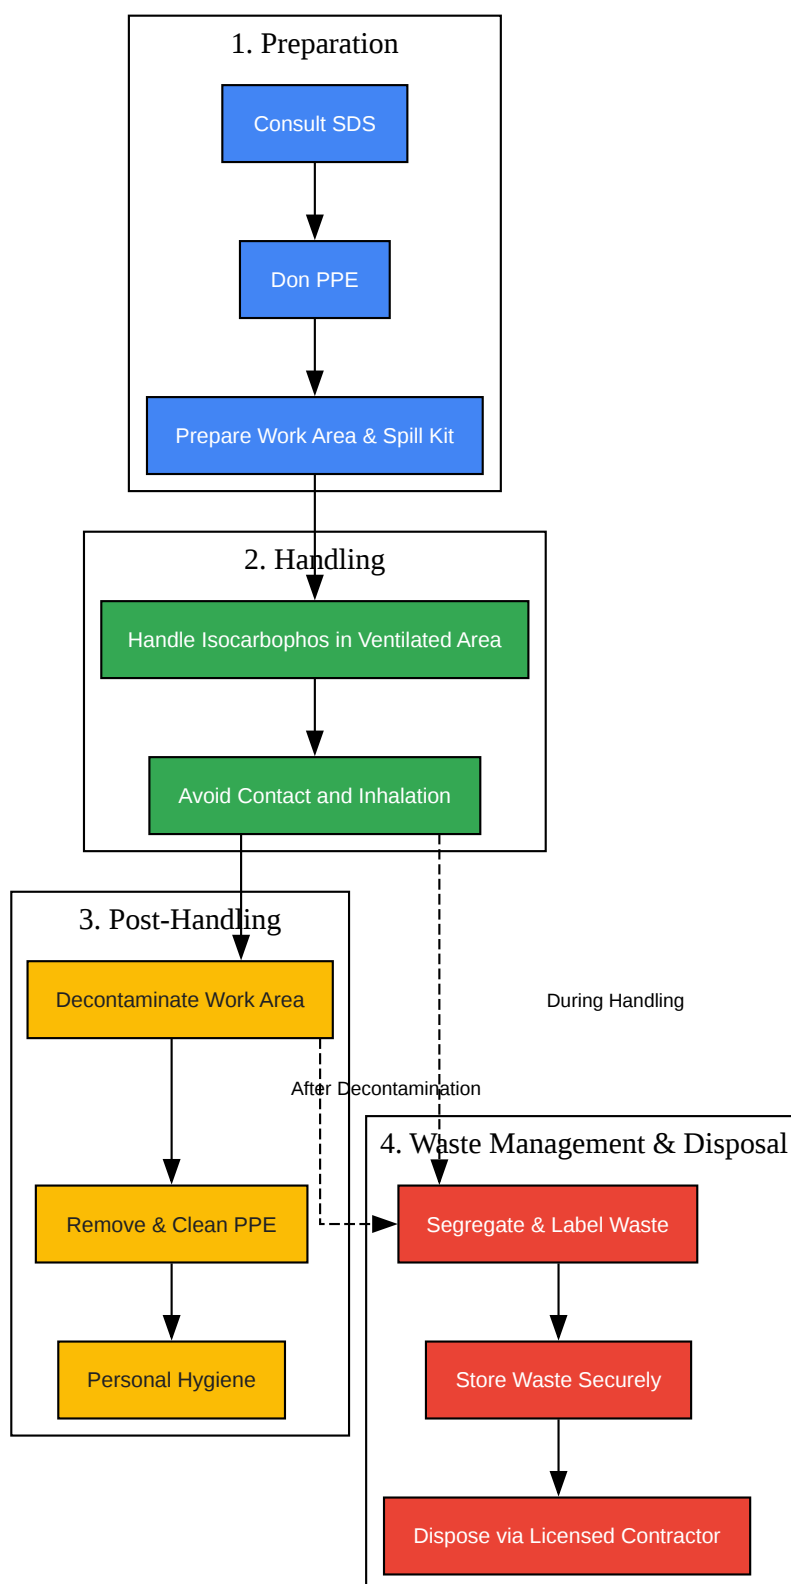 1. Preparation
Consult SDS
Don PPE
Prepare Work Area & Spill Kit
2. Handling
Handle Isocarbophos in Ventilated Area
Avoid Contact and Inhalation
3. Post-Handling
Decontaminate Work Area
During Handling
After Decontamination
4. Waste Management & Disposal
Remove & Clean PPE
Segregate & Label Waste
Personal Hygiene
Store Waste Securely
Dispose via Licensed Contractor